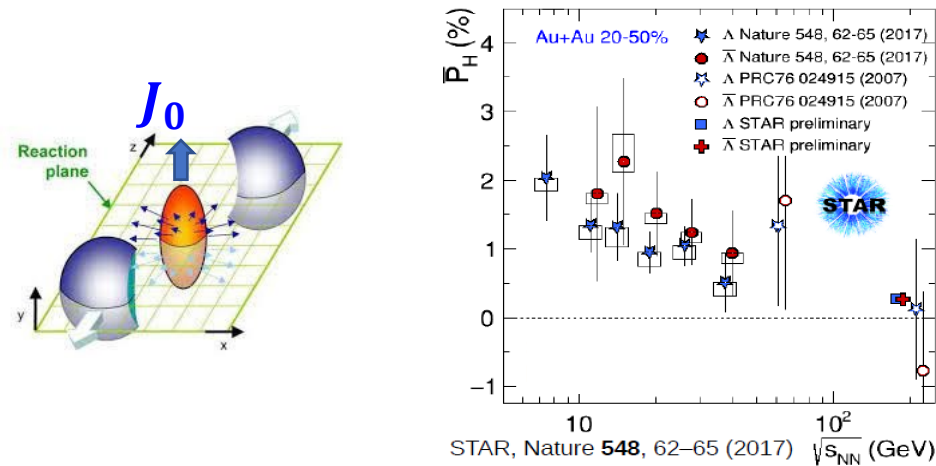 J₀
Reaction
plane
z
y
x
P̅_H (%)
4
3
2
1
0
−1
Au+Au 20-50%
Λ Nature 548, 62-65 (2017)
Λ̅ Nature 548, 62-65 (2017)
Λ PRC76 024915 (2007)
Λ̅ PRC76 024915 (2007)
Λ STAR preliminary
Λ̅ STAR preliminary
STAR
10
10²
√s_NN (GeV)
STAR, Nature 548, 62–65 (2017)